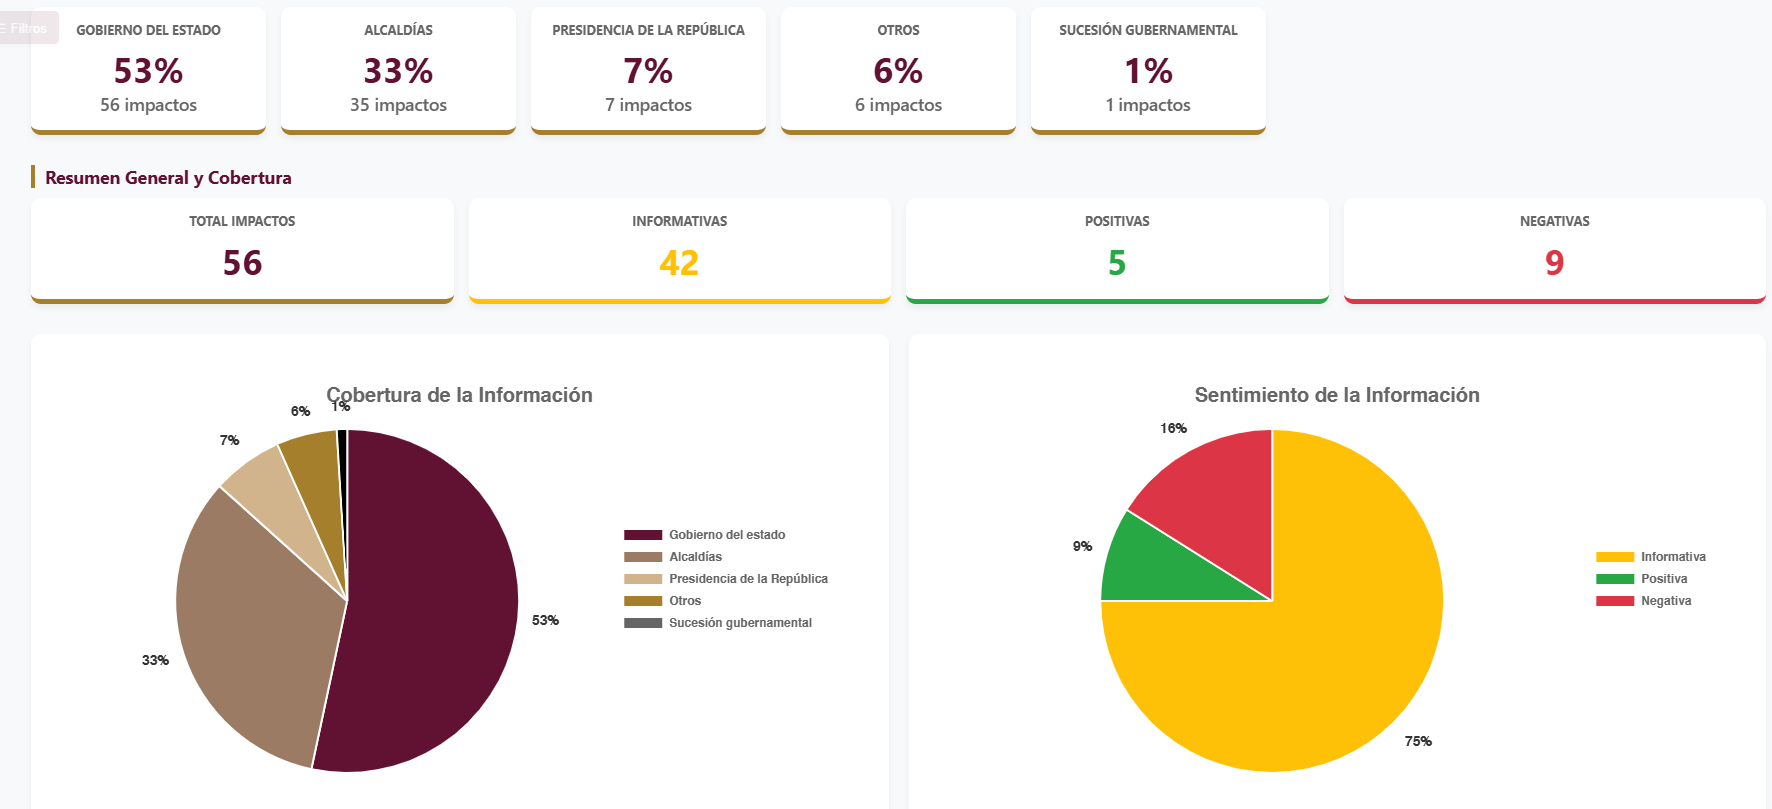 ☰ Filtros
GOBIERNO DEL ESTADO
53%
56 impactos
ALCALDÍAS
33%
35 impactos
PRESIDENCIA DE LA REPÚBLICA
7%
7 impactos
OTROS
6%
6 impactos
SUCESIÓN GUBERNAMENTAL
1%
1 impactos
Resumen General y Cobertura
TOTAL IMPACTOS
56
INFORMATIVAS
42
POSITIVAS
5
NEGATIVAS
9
Cobertura de la Información
6%
1%
7%
33%
53%
Gobierno del estado
Alcaldías
Presidencia de la República
Otros
Sucesión gubernamental
Sentimiento de la Información
16%
9%
75%
Informativa
Positiva
Negativa